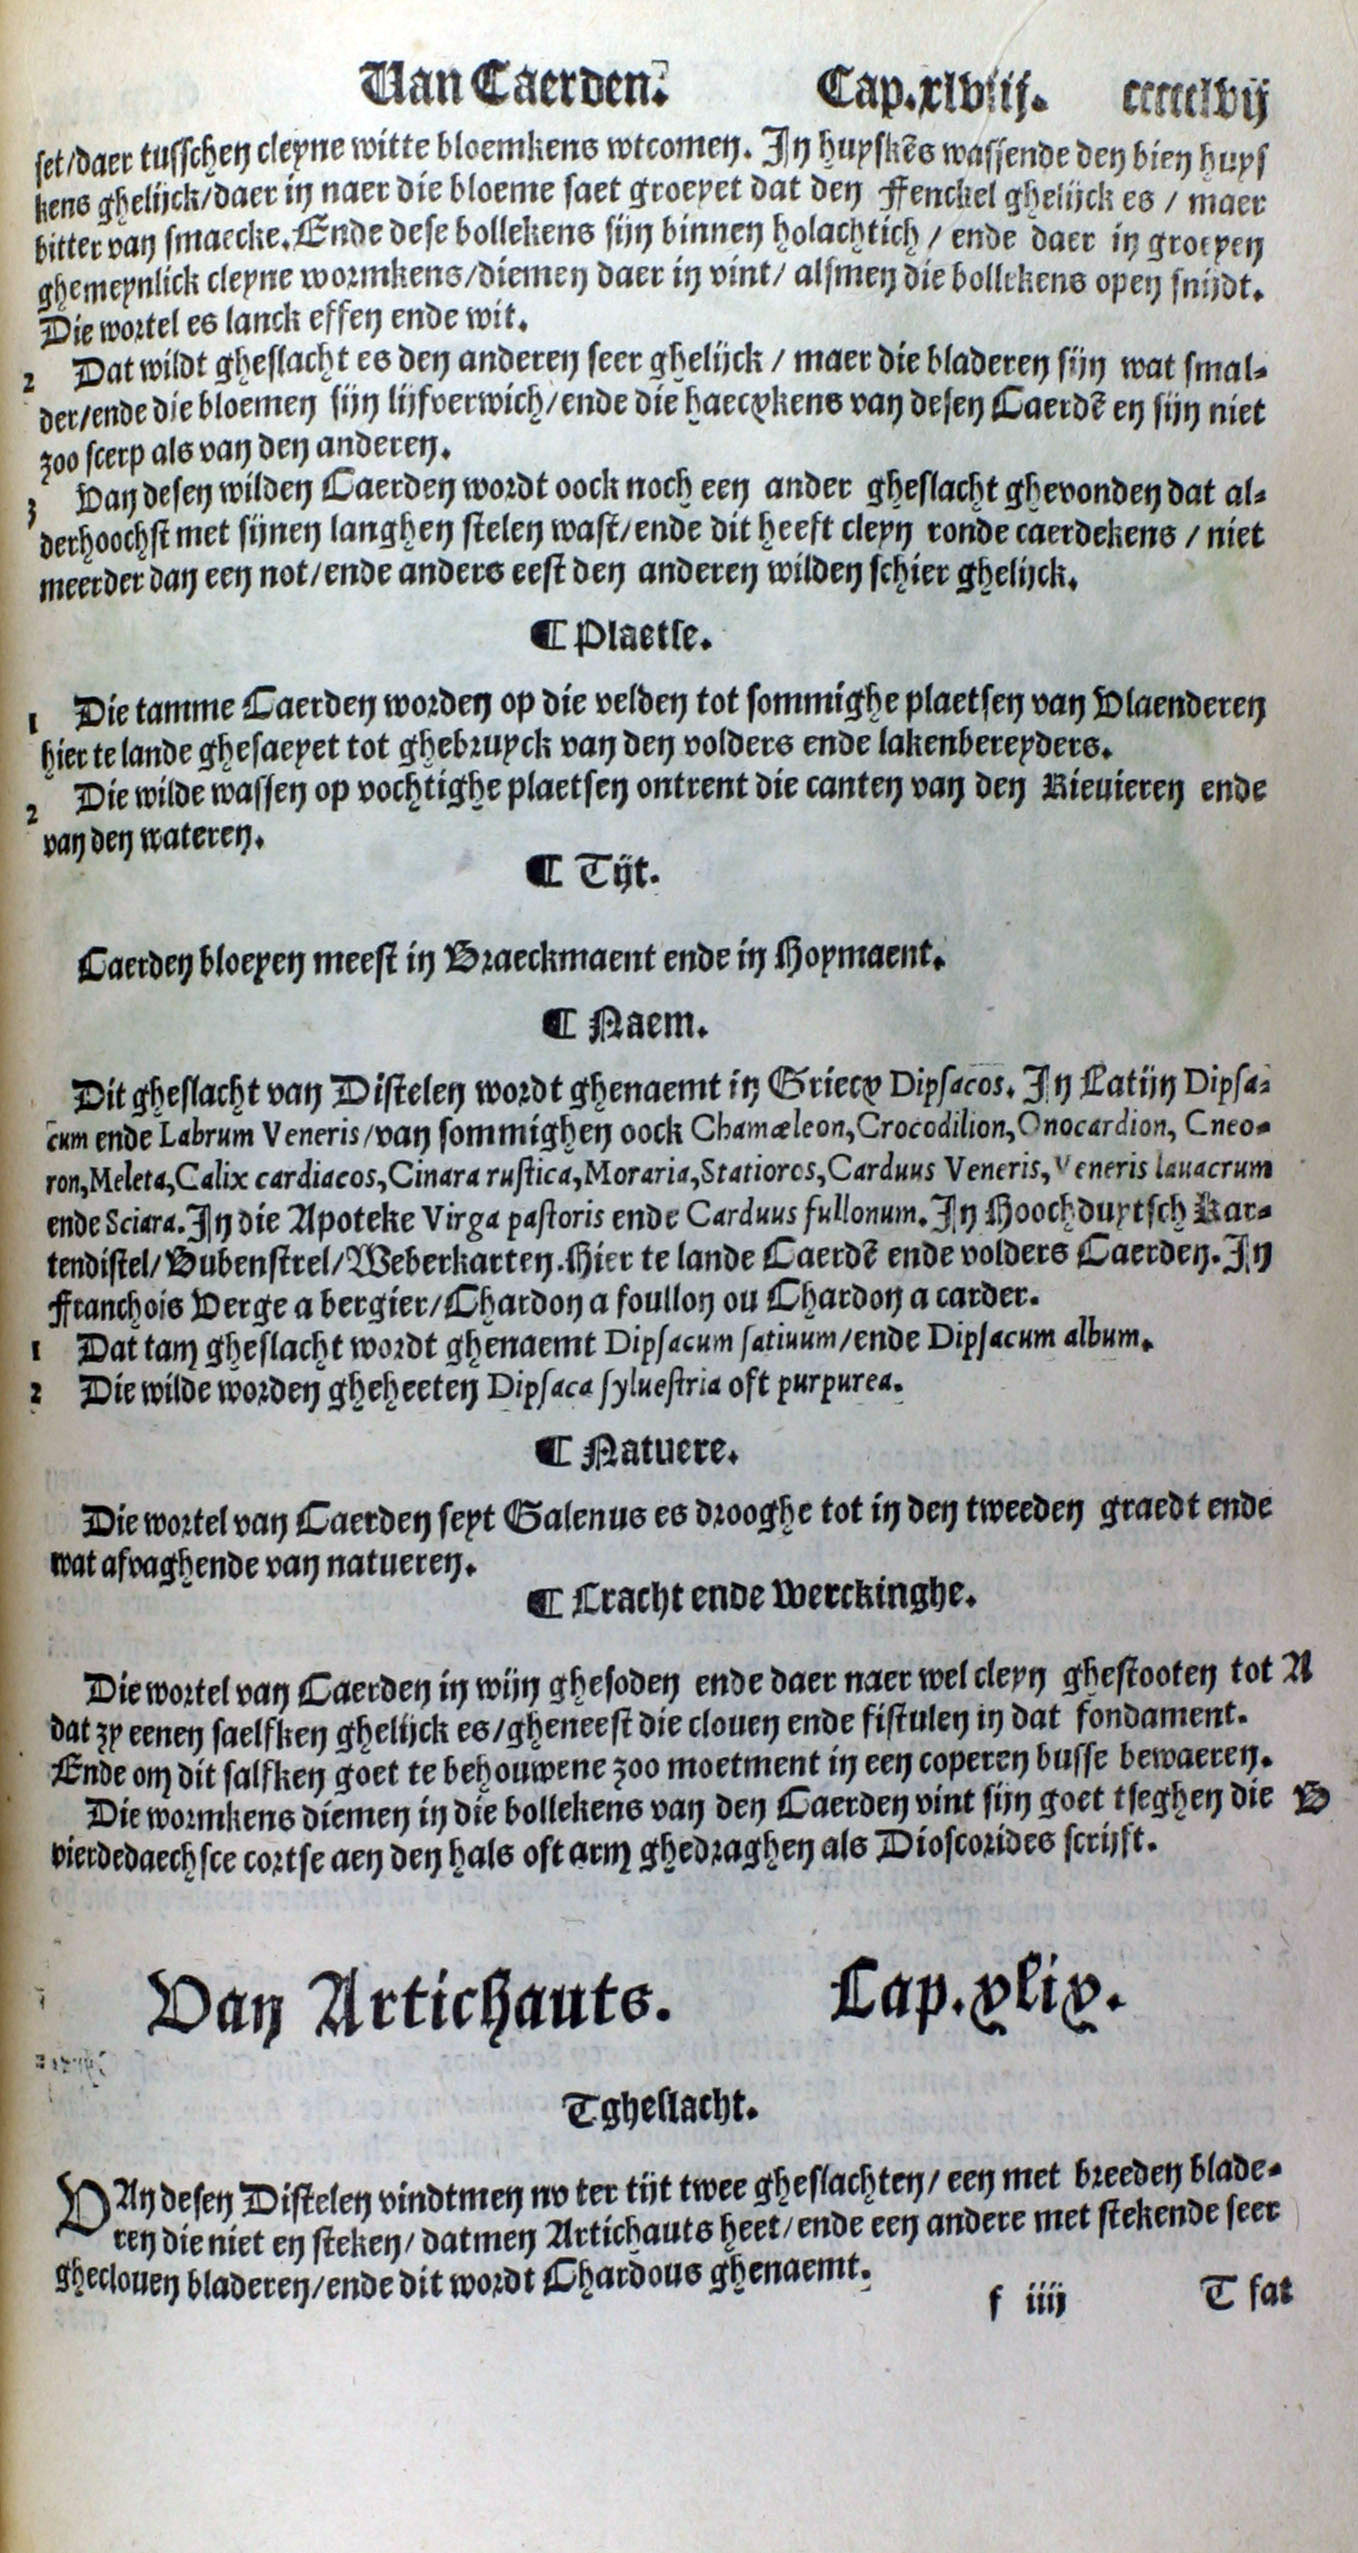 Van Caerden. Cap.xlviij. ccccclvij
set/daer tusschen cleyne witte bloemkens wtcomen. In huyskēs wassende den bien huys
kens ghelijck/daer in naer die bloeme saet groeyet dat den Fenckel ghelijck es / maer
bitter van smaecke. Ende dese bollekens sijn binnen holachtich / ende daer in groeyen
ghemeynlick cleyne wormkens/diemen daer in vint/ alsmen die bollekens open snijdt.
Die wortel es lanck effen ende wit.
2 Dat wildt gheslacht es den anderen seer ghelijck / maer die bladeren sijn wat smal-
der/ende die bloemen sijn lijfverwich/ende die haecxkens van desen Caerdē en sijn niet
zoo scerp als van den anderen.
3 Van desen wilden Caerden wordt oock noch een ander gheslacht ghevonden dat al-
derhoochst met sijnen langhen stelen wast/ende dit heeft cleyn ronde caerdekens / niet
meerder dan een not/ende anders eest den anderen wilden schier ghelijck.
¶ Plaetse.
1 Die tamme Caerden worden op die velden tot sommighe plaetsen van Vlaenderen
hier te lande ghesaeyet tot ghebruyck van den volders ende lakenbereyders.
2 Die wilde wassen op vochtighe plaetsen ontrent die canten van den Rieuieren ende
van den wateren.
¶ Tijt.
Caerden bloeyen meest in Braeckmaent ende in Hoymaent.
¶ Naem.
Dit gheslacht van Distelen wordt ghenaemt in Griecx Dipsacos. In Latijn Dipsa-
cum ende Labrum Veneris/van sommighen oock Chamæleon, Crocodilion, Onocardion, Cneo-
ron, Meleta, Calix cardiacos, Cinara rustica, Moraria, Statioros, Carduus Veneris, Veneris lauacrum
ende Sciara. In die Apoteke Virga pastoris ende Carduus fullonum. In Hoochduytsch Kar-
tendistel/Bubenstrel/Weberkarten. Hier te lande Caerdē ende volders Caerden. In
Franchois Verge a bergier/Chardon a foullon ou Chardon a carder.
1 Dat tam gheslacht wordt ghenaemt Dipsacum satiuum/ende Dipsacum album.
2 Die wilde worden gheheeten Dipsaca syluestria oft purpurea.
¶ Natuere.
Die wortel van Caerden seyt Galenus es drooghe tot in den tweeden graedt ende
wat afvaghende van natueren.
¶ Cracht ende Werckinghe.
Die wortel van Caerden in wijn ghesoden ende daer naer wel cleyn ghestooten tot A
dat zy eenen saelfken ghelijck es/gheneest die clouen ende fistulen in dat fondament.
Ende om dit salfken goet te behouwene zoo moetment in een coperen busse bewaeren.
Die wormkens diemen in die bollekens van den Caerden vint sijn goet tseghen die B
vierdedaechsce cortse aen den hals oft arm ghedraghen als Dioscorides scrijft.
Van Artichauts. Cap.xlix.
Tgheslacht.
VAn desen Distelen vindtmen nv ter tijt twee gheslachten/ een met breeden blade-
ren die niet en steken/ datmen Artichauts heet/ende een andere met stekende seer
ghclouen bladeren/ende dit wordt Chardous ghenaemt.
f iiij T sat